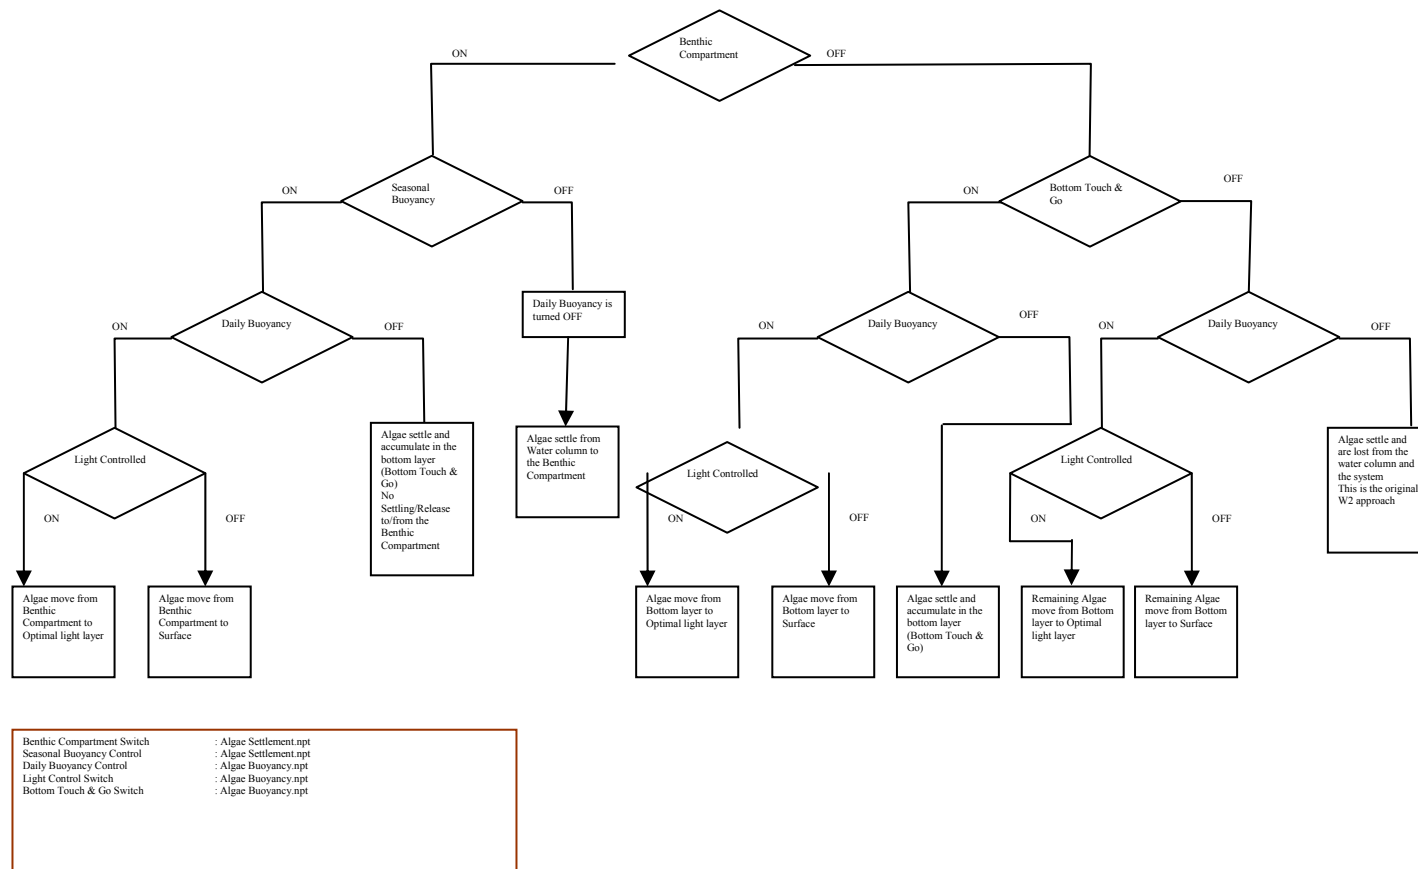 Benthic
Compartment
ON
OFF
Seasonal
Buoyancy
ON
OFF
Bottom Touch &
Go
ON
OFF
Daily Buoyancy
ON
OFF
Daily Buoyancy is
turned OFF
Daily Buoyancy
ON
OFF
Daily Buoyancy
ON
OFF
Light Controlled
ON
OFF
Algae settle and
accumulate in the
bottom layer
(Bottom Touch &
Go)
No
Settling/Release
to/from the
Benthic
Compartment
Algae settle from
Water column to
the Benthic
Compartment
Light Controlled
ON
OFF
Light Controlled
ON
OFF
Algae settle and
are lost from the
water column and
the system
This is the original
W2 approach
Algae move from
Benthic
Compartment to
Optimal light layer
Algae move from
Benthic
Compartment to
Surface
Algae move from
Bottom layer to
Optimal light layer
Algae move from
Bottom layer to
Surface
Algae settle and
accumulate in the
bottom layer
(Bottom Touch &
Go)
Remaining Algae
move from Bottom
layer to Optimal
light layer
Remaining Algae
move from Bottom
layer to Surface
Benthic Compartment Switch : Algae Settlement.npt
Seasonal Buoyancy Control : Algae Settlement.npt
Daily Buoyancy Control : Algae Buoyancy.npt
Light Control Switch : Algae Buoyancy.npt
Bottom Touch & Go Switch : Algae Buoyancy.npt